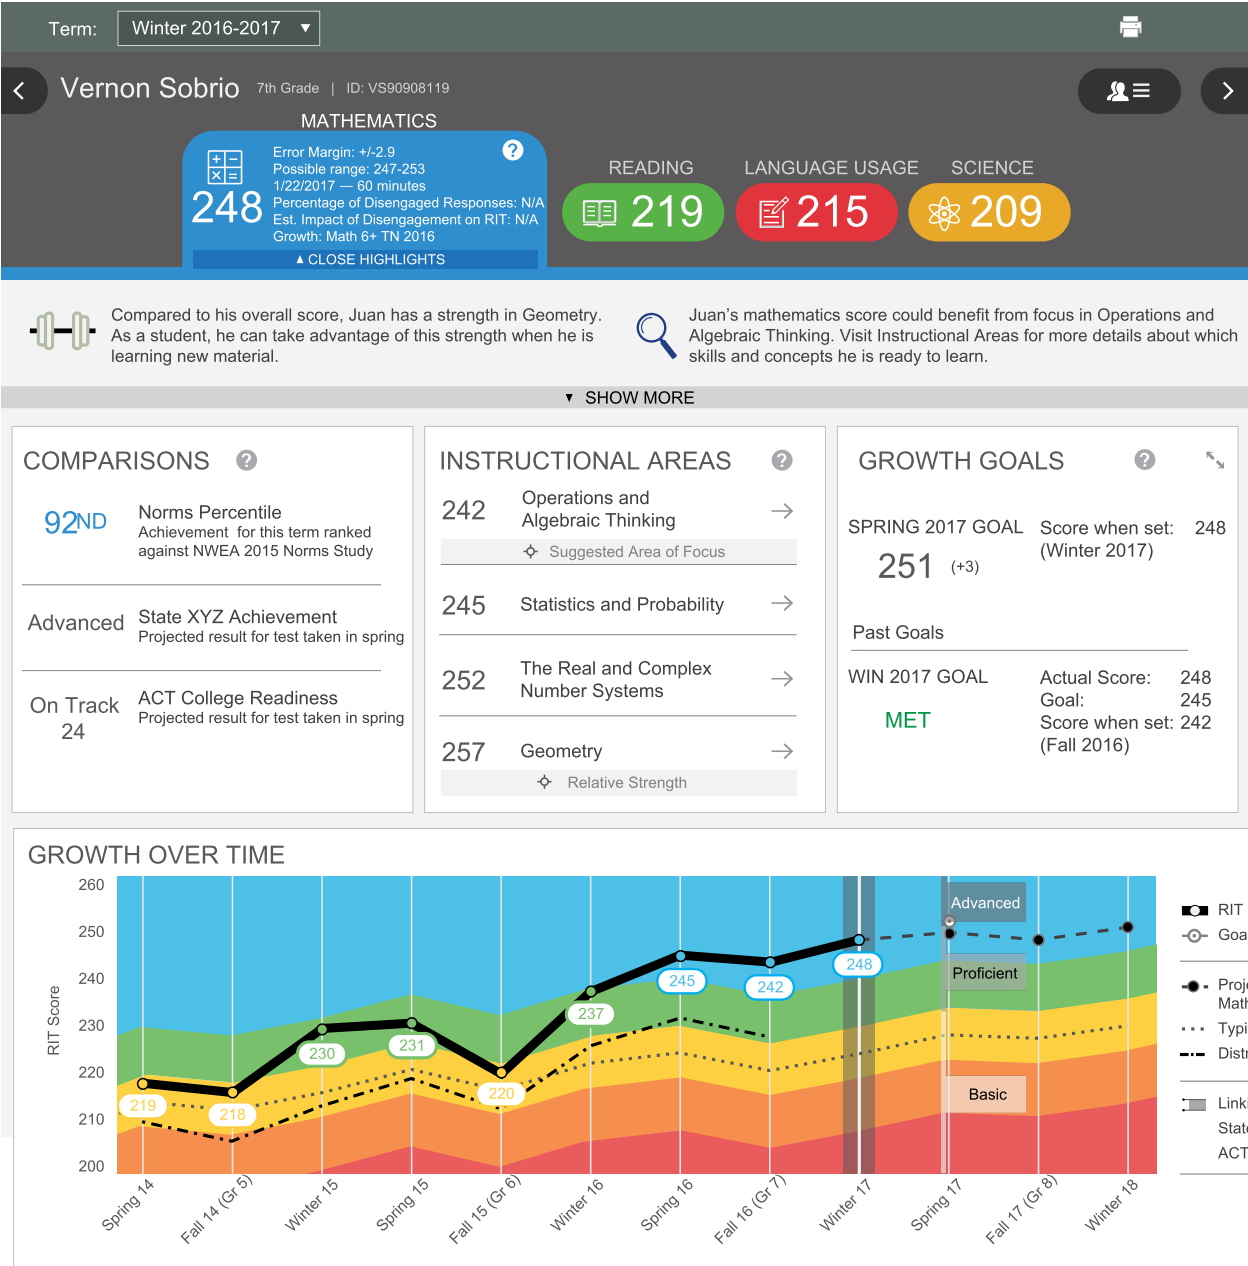 Term: Winter 2016-2017 ▼
Vernon Sobrio 7th Grade | ID: VS90908119
MATHEMATICS
248
Error Margin: +/-2.9
Possible range: 247-253
1/22/2017 — 60 minutes
Percentage of Disengaged Responses: N/A
Est. Impact of Disengagement on RIT: N/A
Growth: Math 6+ TN 2016
?
▲ CLOSE HIGHLIGHTS
READING
219
LANGUAGE USAGE
215
SCIENCE
209
Compared to his overall score, Juan has a strength in Geometry.
As a student, he can take advantage of this strength when he is
learning new material.
Juan's mathematics score could benefit from focus in Operations and
Algebraic Thinking. Visit Instructional Areas for more details about which
skills and concepts he is ready to learn.
▼ SHOW MORE
COMPARISONS ?
92ND
Norms Percentile
Achievement for this term ranked
against NWEA 2015 Norms Study
Advanced
State XYZ Achievement
Projected result for test taken in spring
On Track
24
ACT College Readiness
Projected result for test taken in spring
INSTRUCTIONAL AREAS ?
242
Operations and
Algebraic Thinking
Suggested Area of Focus
245 Statistics and Probability
252
The Real and Complex
Number Systems
257 Geometry
Relative Strength
GROWTH GOALS ?
SPRING 2017 GOAL
251 (+3)
Score when set: 248
(Winter 2017)
Past Goals
WIN 2017 GOAL
MET
Actual Score: 248
Goal: 245
Score when set: 242
(Fall 2016)
GROWTH OVER TIME
RIT Score
260
250
240
230
220
210
200
219
218
230
231
220
237
245
242
248
Advanced
Proficient
Basic
Spring 14
Fall 14 (Gr 5)
Winter 15
Spring 15
Fall 15 (Gr 6)
Winter 16
Spring 16
Fall 16 (Gr 7)
Winter 17
Spring 17
Fall 17 (Gr 8)
Winter 18
RIT
Goa
Proje
Math
Typi
Distr
Linki
State
ACT